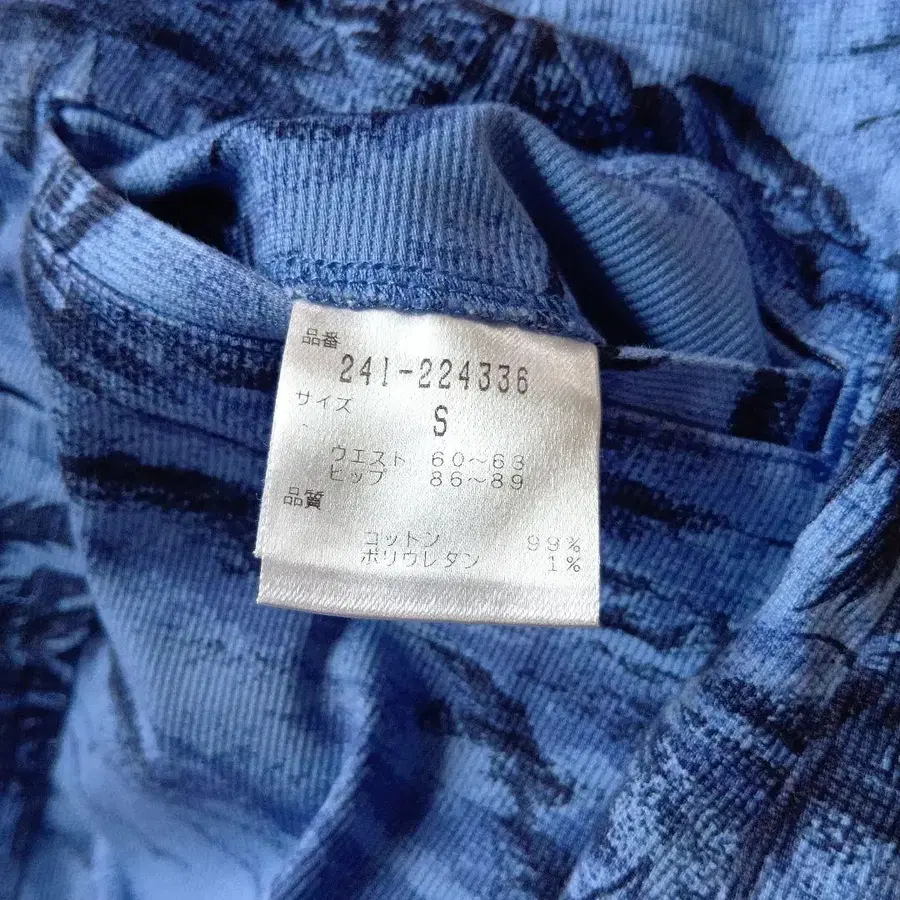 品番
241-224336
サイズ
S
ウエスト 60~63
ヒップ 86~89
品質
コットン 99%
ポリウレタン 1%